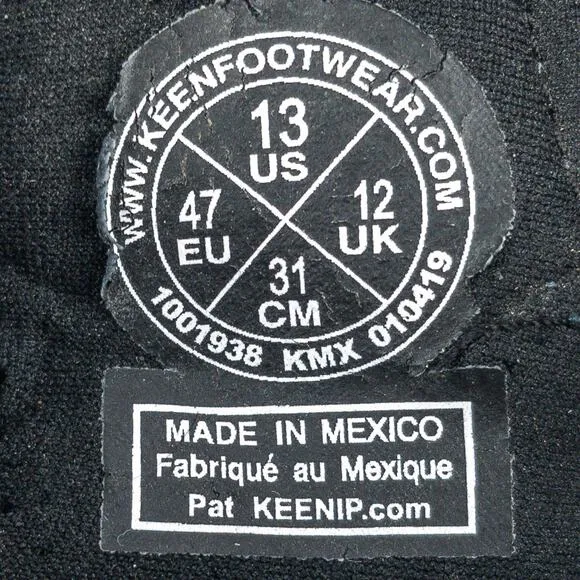 WWW.KEENFOOTWEAR.COM
13
US
47
EU
12
UK
31
CM
1001938 KMX 010419
MADE IN MEXICO
Fabriqué au Mexique
Pat KEENIP.com